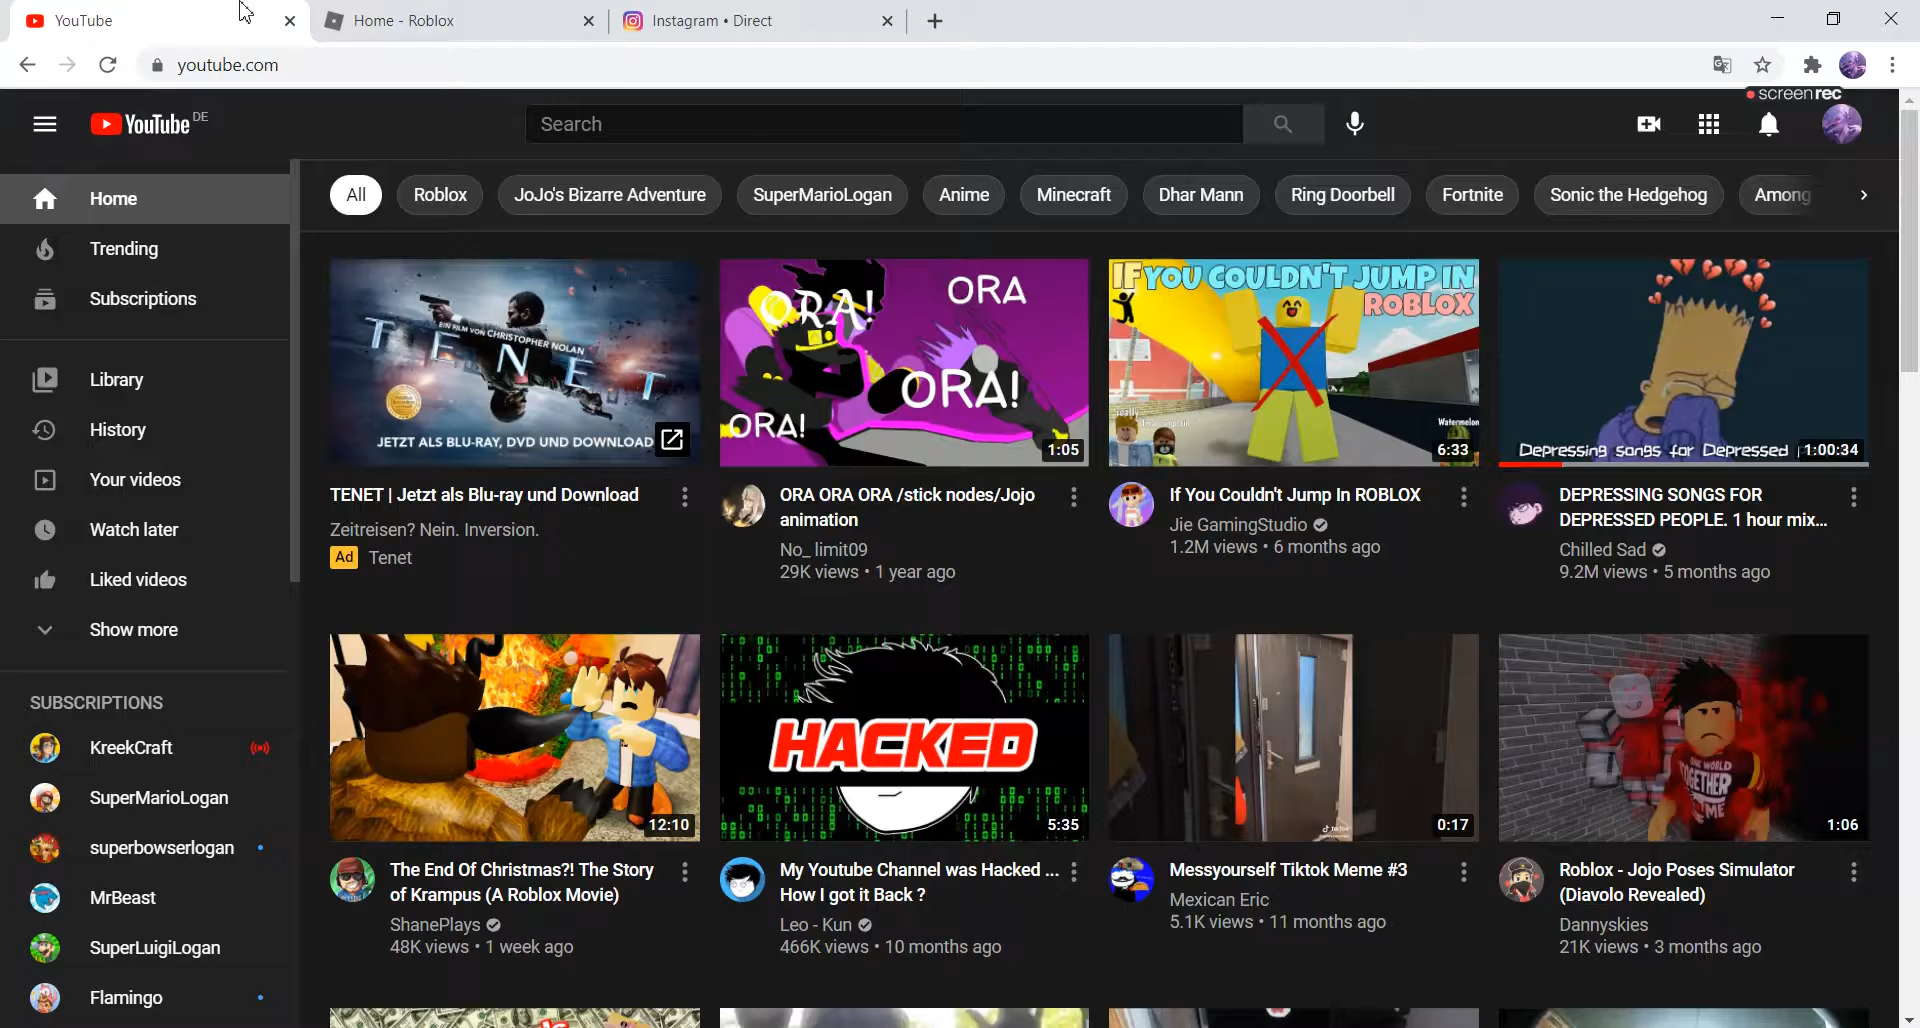 YouTube
Home - Roblox
Instagram • Direct
youtube.com
screenrec
YouTube DE
Search
Home
Trending
Subscriptions
Library
History
Your videos
Watch later
Liked videos
Show more
SUBSCRIPTIONS
KreekCraft
SuperMarioLogan
superbowserlogan
MrBeast
SuperLuigiLogan
Flamingo
All
Roblox
JoJo's Bizarre Adventure
SuperMarioLogan
Anime
Minecraft
Dhar Mann
Ring Doorbell
Fortnite
Sonic the Hedgehog
Among
EIN FILM VON CHRISTOPHER NOLAN
TENET
JETZT ALS BLU-RAY, DVD UND DOWNLOAD
TENET | Jetzt als Blu-ray und Download
Zeitreisen? Nein. Inversion.
Ad Tenet
ORA!
ORA
ORA!
ORA!
1:05
ORA ORA ORA /stick nodes/Jojo
animation
No_ limit09
29K views • 1 year ago
IF YOU COULDN'T JUMP IN
ROBLOX
really
Watermelon
6:33
If You Couldn't Jump In ROBLOX
Jie GamingStudio
1.2M views • 6 months ago
Depressing songs for Depressed
1:00:34
DEPRESSING SONGS FOR
DEPRESSED PEOPLE. 1 hour mix...
Chilled Sad
9.2M views • 5 months ago
12:10
The End Of Christmas?! The Story
of Krampus (A Roblox Movie)
ShanePlays
48K views • 1 week ago
HACKED
5:35
My Youtube Channel was Hacked ...
How I got it Back ?
Leo - Kun
466K views • 10 months ago
TikTok
0:17
Messyourself Tiktok Meme #3
Mexican Eric
5.1K views • 11 months ago
ONE WORLD
TOGETHER
ME
1:06
Roblox - Jojo Poses Simulator
(Diavolo Revealed)
Dannyskies
21K views • 3 months ago